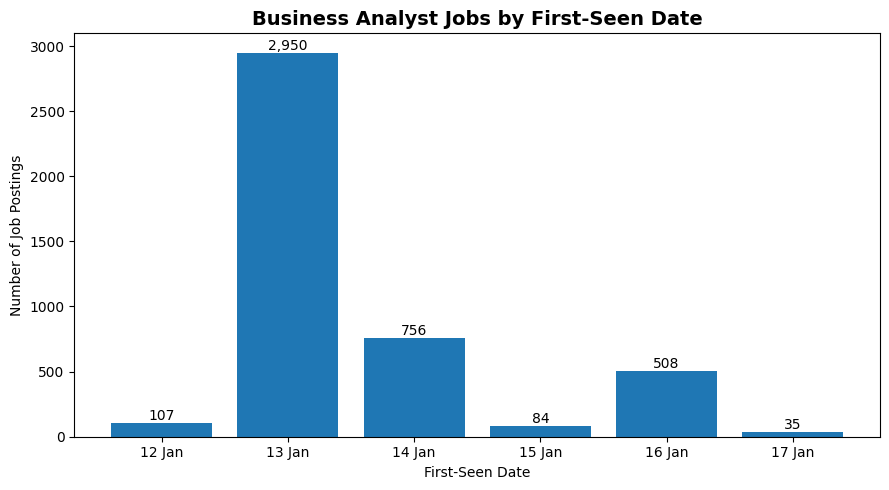 Business Analyst Jobs by First-Seen Date
Number of Job Postings
3000
2500
2000
1500
1000
500
0
107
2,950
756
84
508
35
12 Jan
13 Jan
14 Jan
15 Jan
16 Jan
17 Jan
First-Seen Date